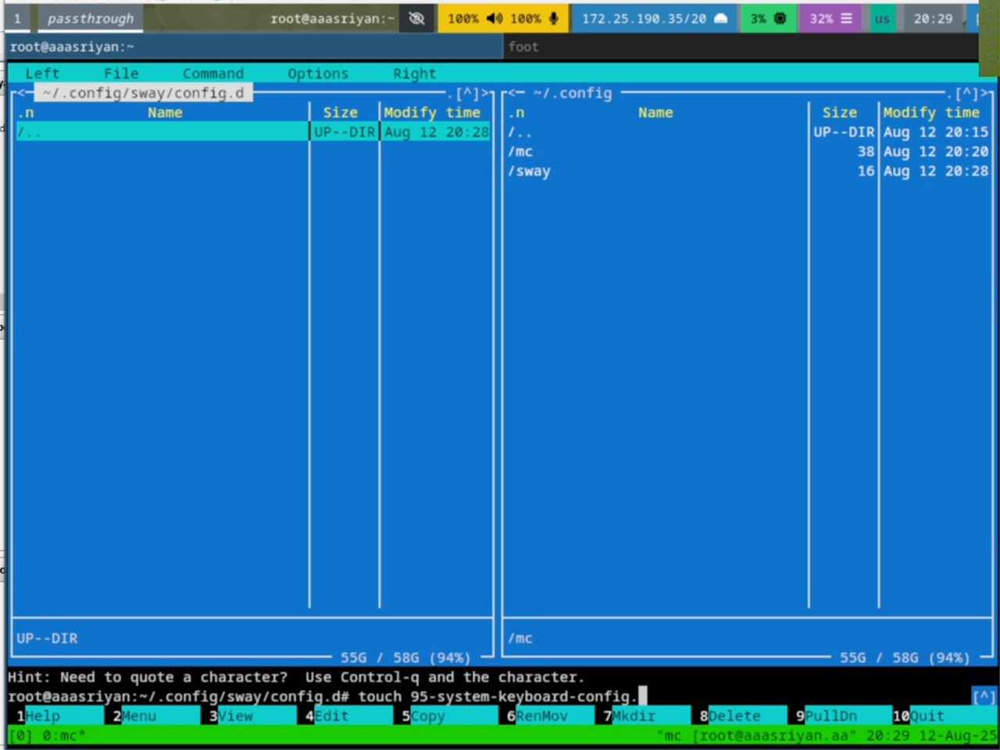 1 passthrough root@aaasriyan:~ 100% 100% 172.25.190.35/20 3% 32% us 20:29
root@aaasriyan:~ foot
Left File Command Options Right
<─ ~/.config/sway/config.d .[^]> <─ ~/.config .[^]>
.n Name Size Modify time .n Name Size Modify time
/.. UP--DIR Aug 12 20:28 /.. UP--DIR Aug 12 20:15
/mc 38 Aug 12 20:20
/sway 16 Aug 12 20:28
UP--DIR /mc
55G / 58G (94%) 55G / 58G (94%)
Hint: Need to quote a character? Use Control-q and the character.
root@aaasriyan:~/.config/sway/config.d# touch 95-system-keyboard-config. [^]
1Help 2Menu 3View 4Edit 5Copy 6RenMov 7Mkdir 8Delete 9PullDn 10Quit
[0] 0:mc* "mc [root@aaasriyan.aa" 20:29 12-Aug-25